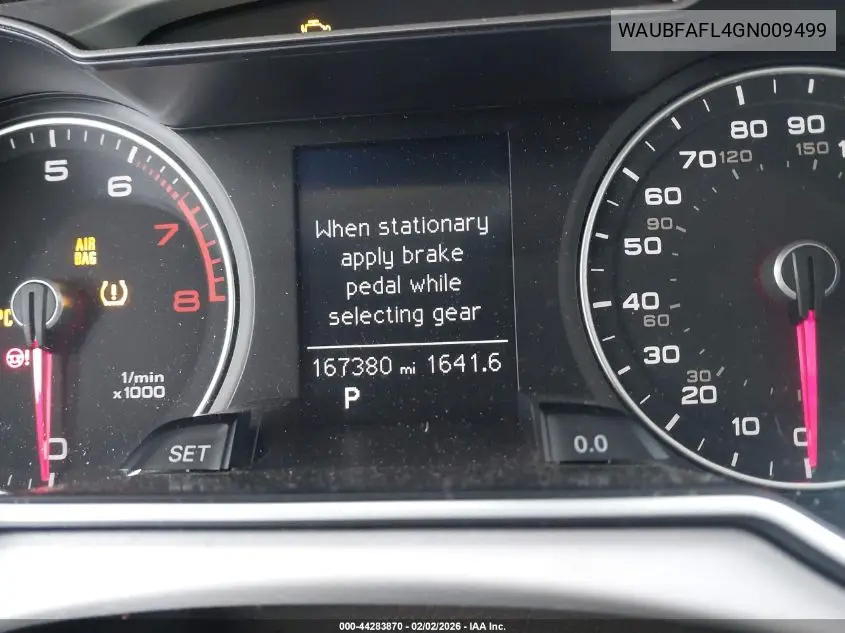 WAUBFAFL4GN009499
5
6
7
8
AIR
BAG
1/min
x1000
0
SET
When stationary
apply brake
pedal while
selecting gear
167380 mi 1641.6
P
0.0
90
80
70
60
50
40
30
20
10
0
150
120
90
60
30
000-44283870 / 02/02/2026 - IAA Inc.